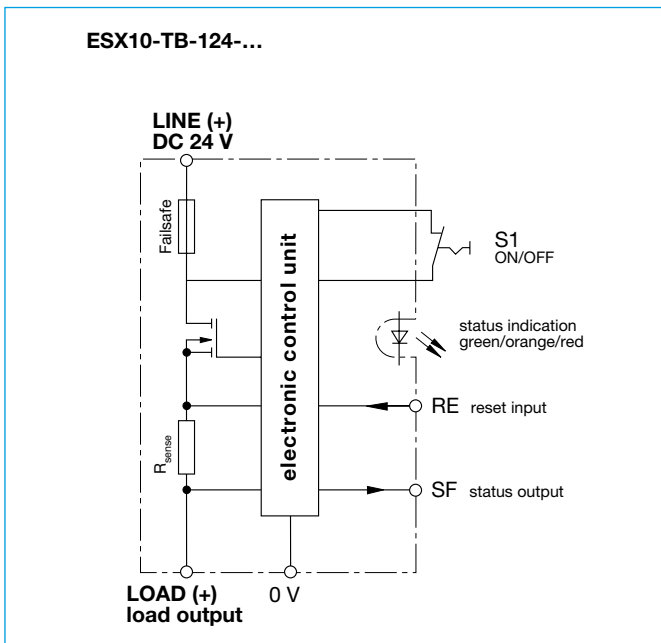 ESX10-TB-124-...
LINE (+)
DC 24 V
Failsafe
electronic control unit
S1
ON/OFF
status indication
green/orange/red
RE reset input
Rsense
SF status output
LOAD (+)
load output
0 V